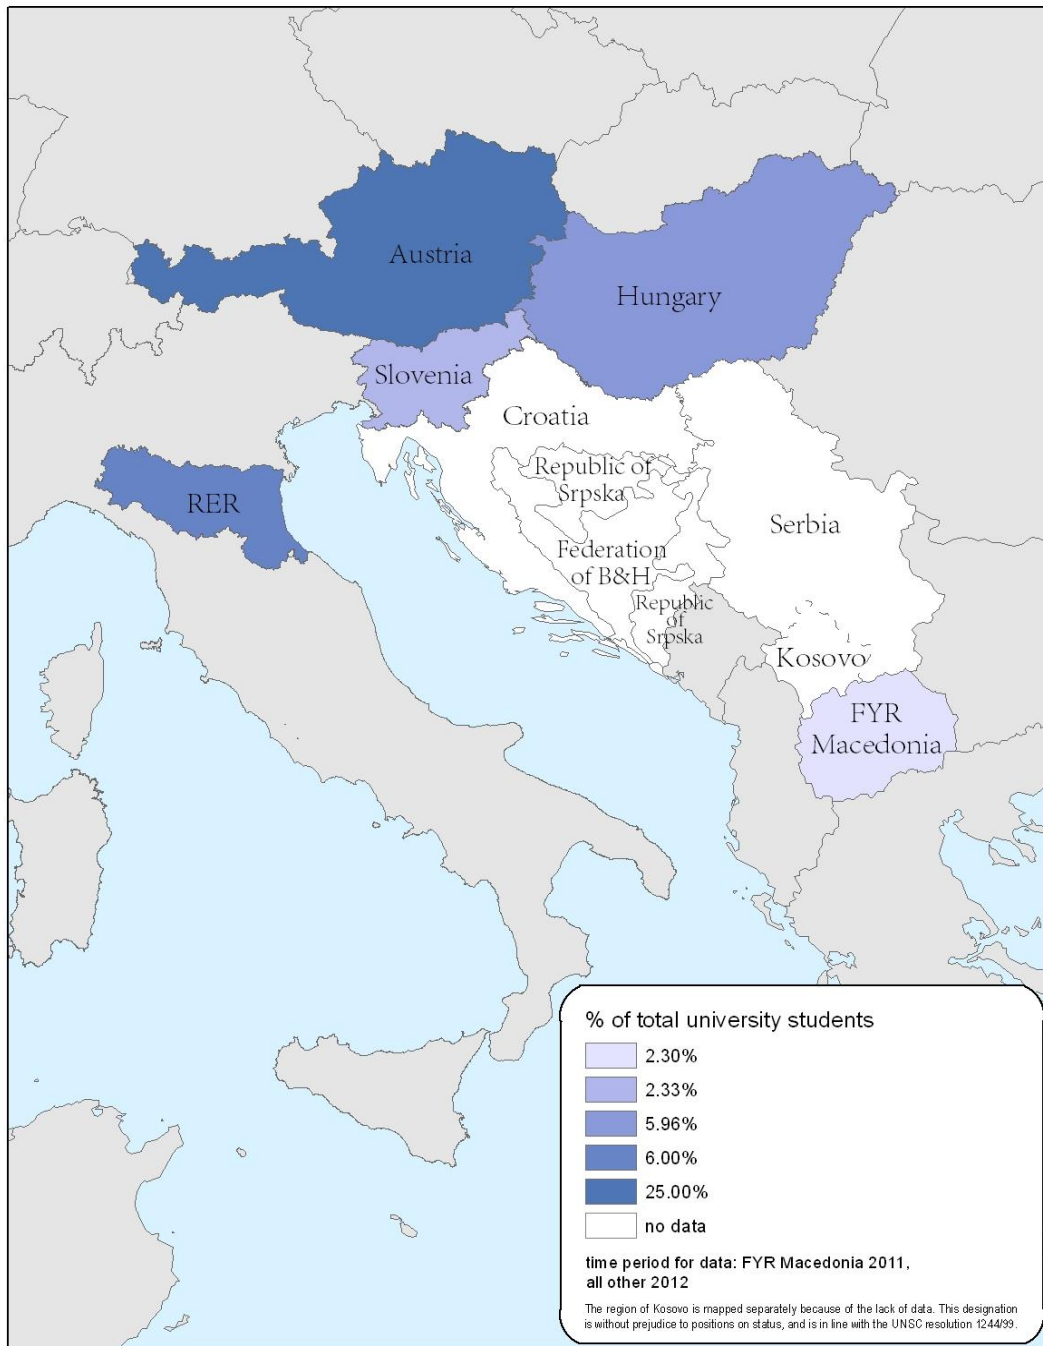 Austria
Hungary
Slovenia
Croatia
RER
Republic of
Srpska
Serbia
Federation
of B&H
Republic
of
Srpska
Kosovo
FYR
Macedonia
% of total university students
2.30%
2.33%
5.96%
6.00%
25.00%
no data
time period for data: FYR Macedonia 2011,
all other 2012
The region of Kosovo is mapped separately because of the lack of data. This designation
is without prejudice to positions on status, and is in line with the UNSC resolution 1244/99.